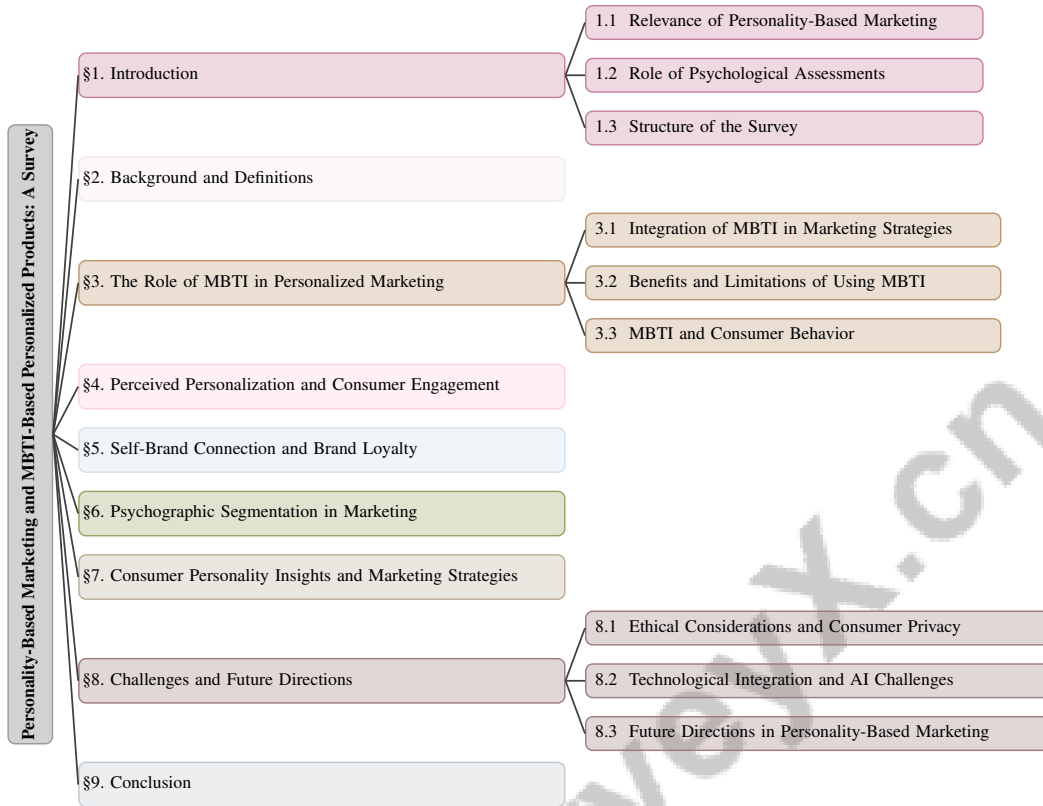 Personality-Based Marketing and MBTI-Based Personalized Products: A Survey
§1. Introduction
1.1 Relevance of Personality-Based Marketing
1.2 Role of Psychological Assessments
1.3 Structure of the Survey
§2. Background and Definitions
§3. The Role of MBTI in Personalized Marketing
3.1 Integration of MBTI in Marketing Strategies
3.2 Benefits and Limitations of Using MBTI
3.3 MBTI and Consumer Behavior
§4. Perceived Personalization and Consumer Engagement
§5. Self-Brand Connection and Brand Loyalty
§6. Psychographic Segmentation in Marketing
§7. Consumer Personality Insights and Marketing Strategies
§8. Challenges and Future Directions
8.1 Ethical Considerations and Consumer Privacy
8.2 Technological Integration and AI Challenges
8.3 Future Directions in Personality-Based Marketing
§9. Conclusion
veyx.cn